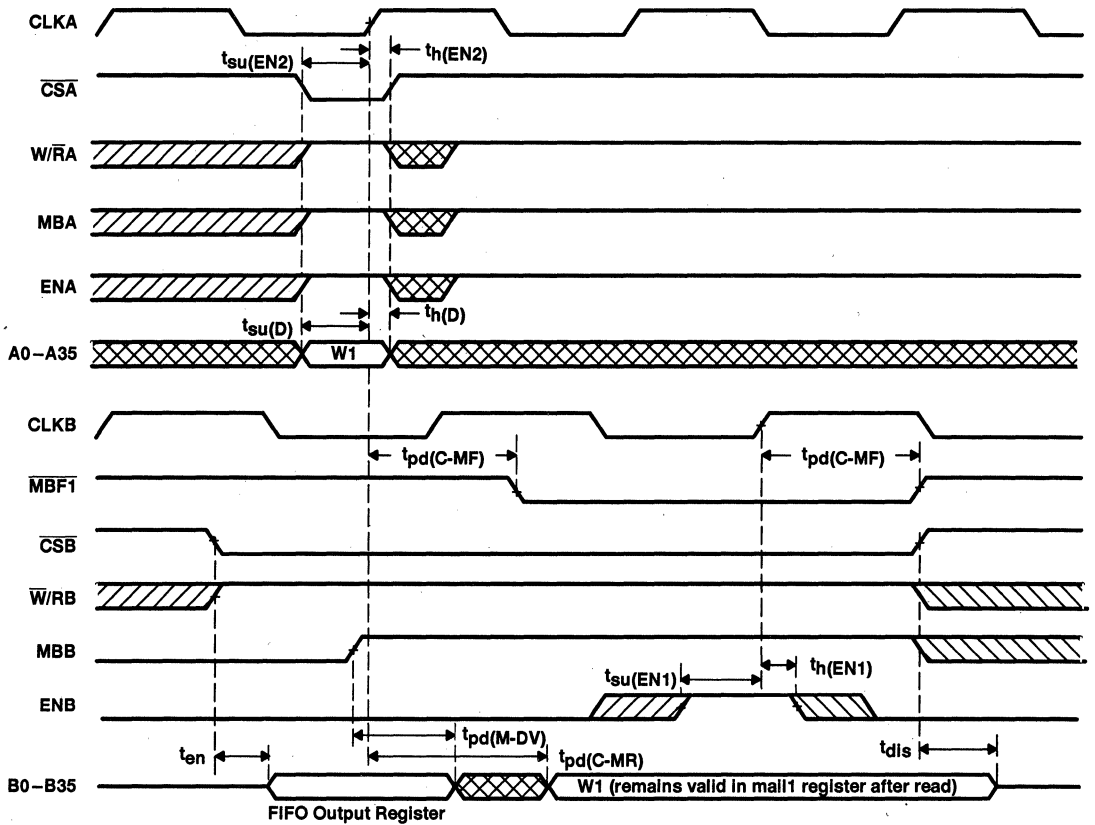 CLKA
tsu(EN2)
th(EN2)
CSA
W/RA
MBA
ENA
tsu(D)
th(D)
A0–A35
W1
CLKB
tpd(C-MF)
tpd(C-MF)
MBF1
CSB
W/RB
MBB
tsu(EN1)
th(EN1)
ENB
ten
tpd(M-DV)
tpd(C-MR)
tdis
B0–B35
W1 (remains valid in mail1 register after read)
FIFO Output Register